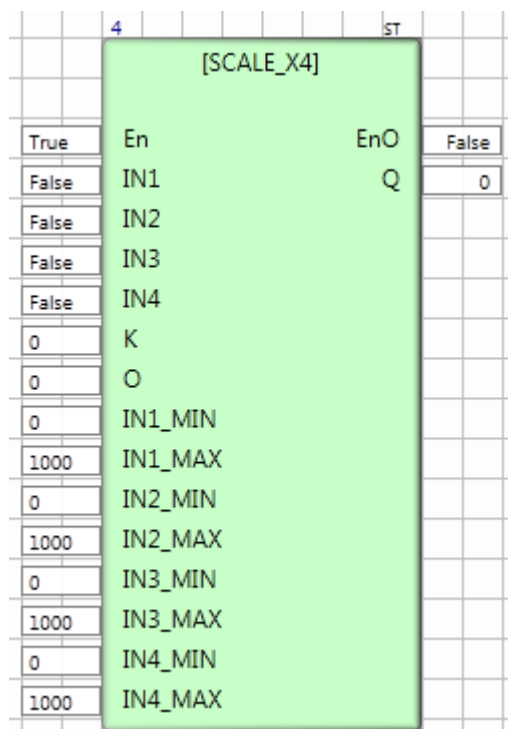 4 ST
[SCALE_X4]
True En EnO False
False IN1 Q 0
False IN2
False IN3
False IN4
0 K
0 O
0 IN1_MIN
1000 IN1_MAX
0 IN2_MIN
1000 IN2_MAX
0 IN3_MIN
1000 IN3_MAX
0 IN4_MIN
1000 IN4_MAX